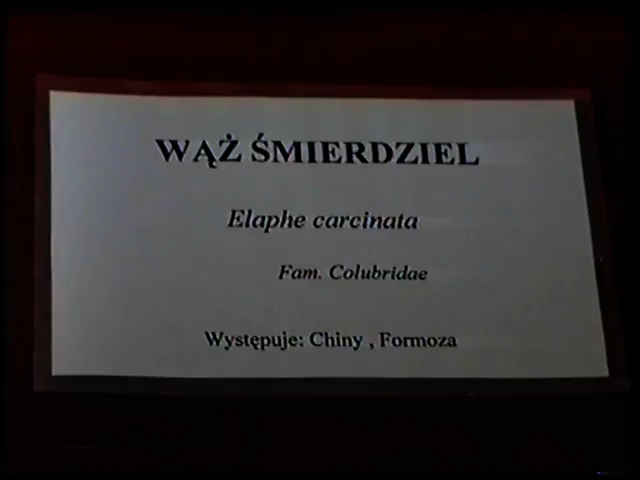 WĄŻ ŚMIERDZIEL
Elaphe carcinata
Fam. Colubridae
Występuje: Chiny , Formoza